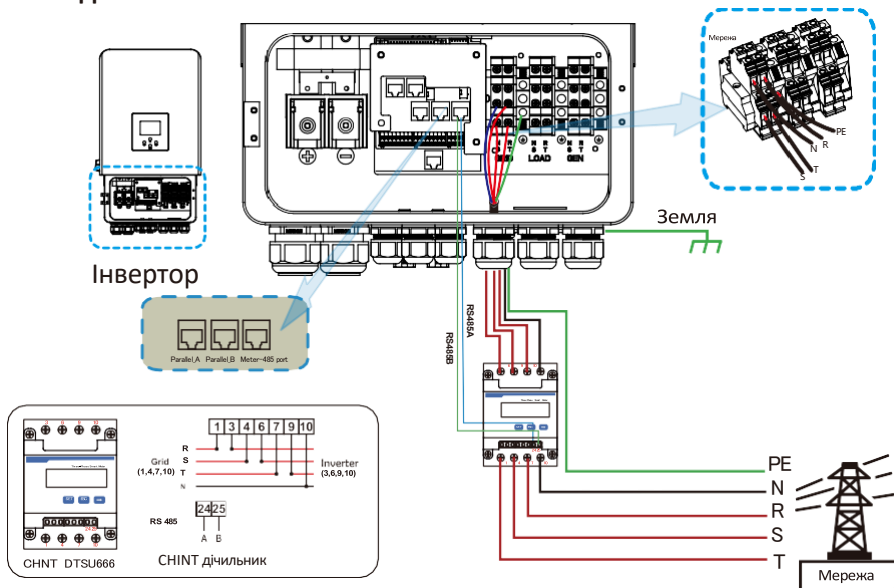 Мережа
PE
R
N
T
S
N R N R N R
S T S T S T
LOAD GEN
Земля
Інвертор
RS485A
RS485B
Parallel_A Parallel_B Meter-485 port
1 3 4 6 7 9 10
R
S
T
N
Grid
(1,4,7,10)
Inverter
(3,6,9,10)
24 25
RS 485
A B
CHNT DTSU666
CHINT дічильник
PE
N
R
S
T
Мережа